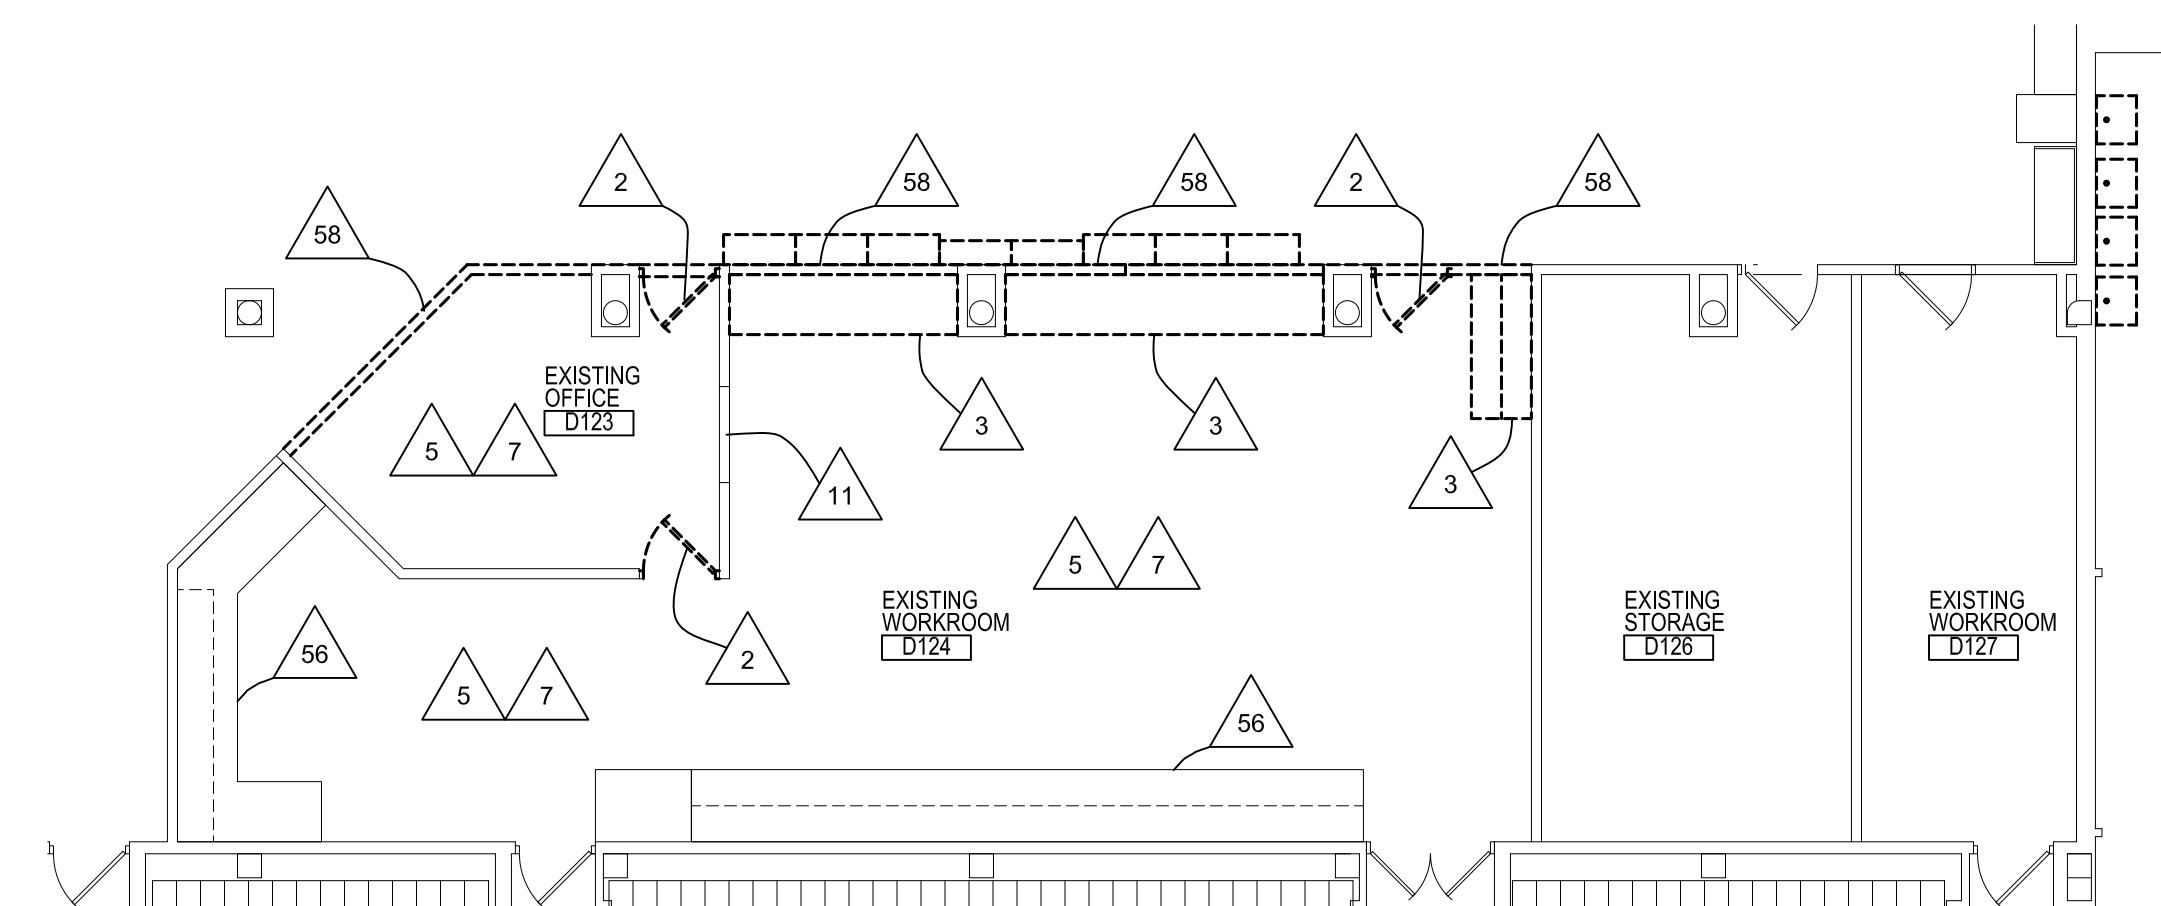 2
58
58
2
58
58
EXISTING
OFFICE
D123
5
7
3
3
3
11
5
7
EXISTING
WORKROOM
D124
EXISTING
STORAGE
D126
EXISTING
WORKROOM
D127
56
2
5
7
56